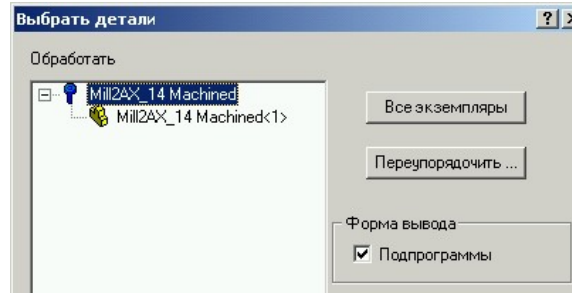 Выбрать детали
Обработать
Mill2AX_14 Machined
Mill2AX_14 Machined<1>
Все экземпляры
Переупорядочить ...
Форма вывода
Подпрограммы